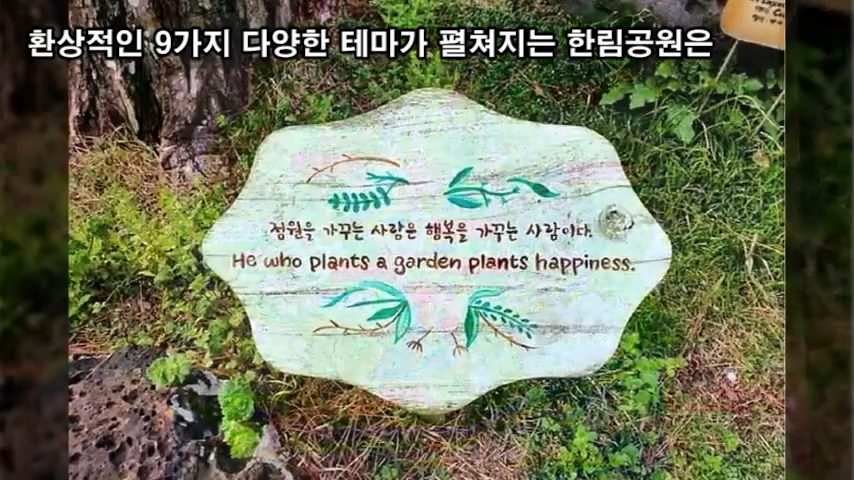 환상적인 9가지 다양한 테마가 펼쳐지는 한림공원은
정원을 가꾸는 사람은 행복을 가꾸는 사람이다.
He who plants a garden plants happiness.